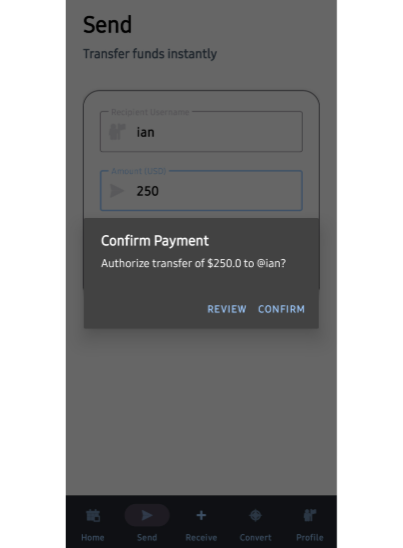 Send
Transfer funds instantly
Recipient Username
ian
Amount (USD)
250
Confirm Payment
Authorize transfer of $250.0 to @ian?
REVIEW CONFIRM
Home Send Receive Convert Profile